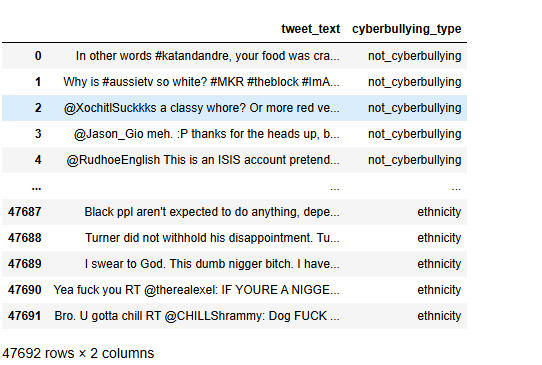 tweet_text cyberbullying_type
0 In other words #katandandre, your food was cra... not_cyberbullying
1 Why is #aussietv so white? #MKR #theblock #ImA... not_cyberbullying
2 @XochitlSuckkks a classy whore? Or more red ve... not_cyberbullying
3 @Jason_Gio meh. :P thanks for the heads up, b... not_cyberbullying
4 @RudhoeEnglish This is an ISIS account pretend... not_cyberbullying
... ... ...
47687 Black ppl aren't expected to do anything, depe... ethnicity
47688 Turner did not withhold his disappointment. Tu... ethnicity
47689 I swear to God. This dumb nigger bitch. I have... ethnicity
47690 Yea fuck you RT @therealexel: IF YOURE A NIGGE... ethnicity
47691 Bro. U gotta chill RT @CHILLShrammy: Dog FUCK ... ethnicity
47692 rows × 2 columns